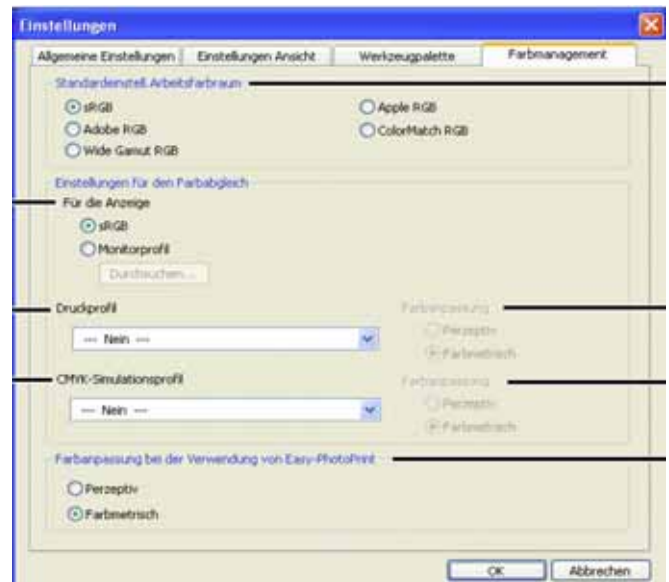 Einstellungen
Allgemeine Einstellungen Einstellungen Ansicht Werkzeugpalette Farbmanagement
Standardeinstell. Arbeitsfarbraum
sRGB Apple RGB
Adobe RGB ColorMatch RGB
Wide Gamut RGB
Einstellungen für den Farbabgleich
Für die Anzeige
sRGB
Monitorprofil
Durchsuchen...
Druckprofil Farbanpassung
--- Nein --- Perzeptiv
Farbmetrisch
CMYK-Simulationsprofil Farbanpassung
--- Nein --- Perzeptiv
Farbmetrisch
Farbanpassung bei der Verwendung von Easy-PhotoPrint
Perzeptiv
Farbmetrisch
OK Abbrechen